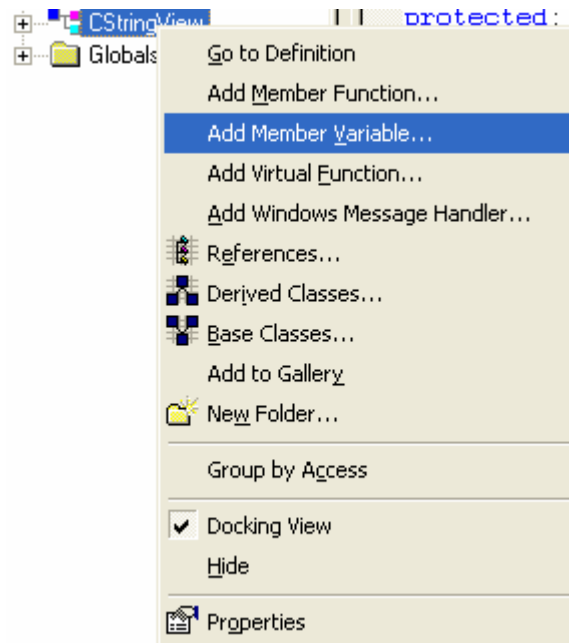 CStringView protected:
Globals
Go to Definition
Add Member Function...
Add Member Variable...
Add Virtual Function...
Add Windows Message Handler...
References...
Derived Classes...
Base Classes...
Add to Gallery
New Folder...
Group by Access
Docking View
Hide
Properties